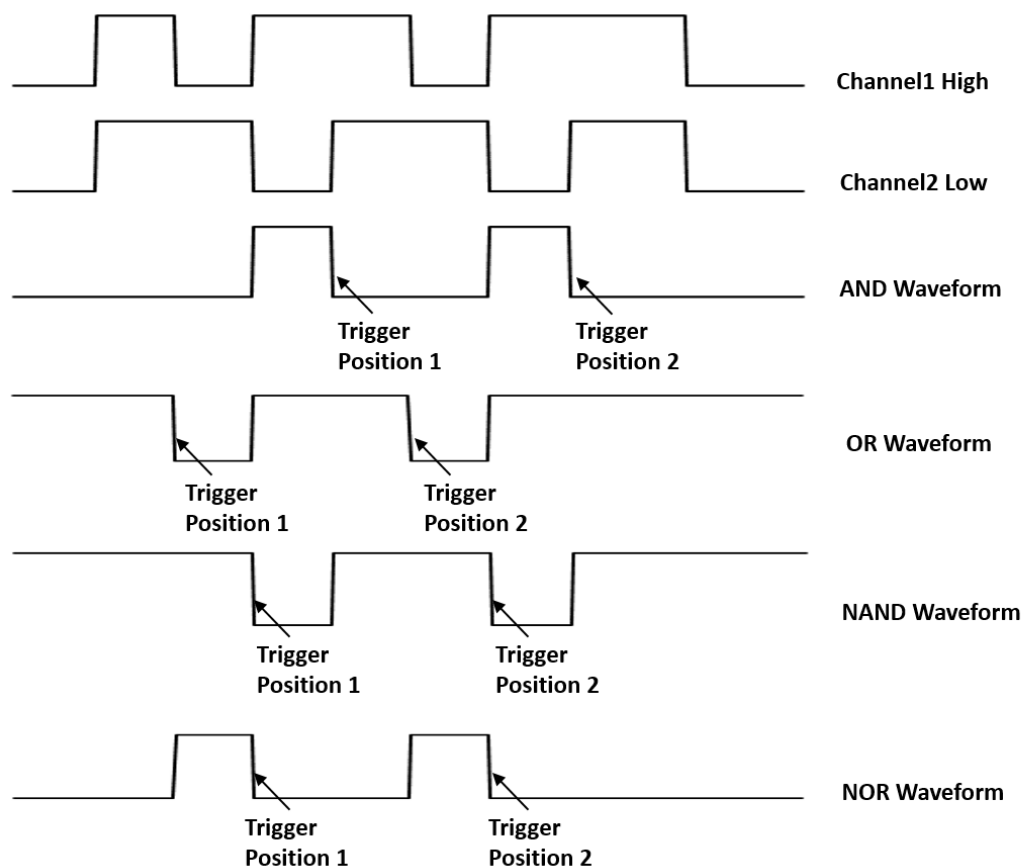 Channel1 High
Channel2 Low
AND Waveform
Trigger
Position 1
Trigger
Position 2
OR Waveform
Trigger
Position 1
Trigger
Position 2
NAND Waveform
Trigger
Position 1
Trigger
Position 2
NOR Waveform
Trigger
Position 1
Trigger
Position 2